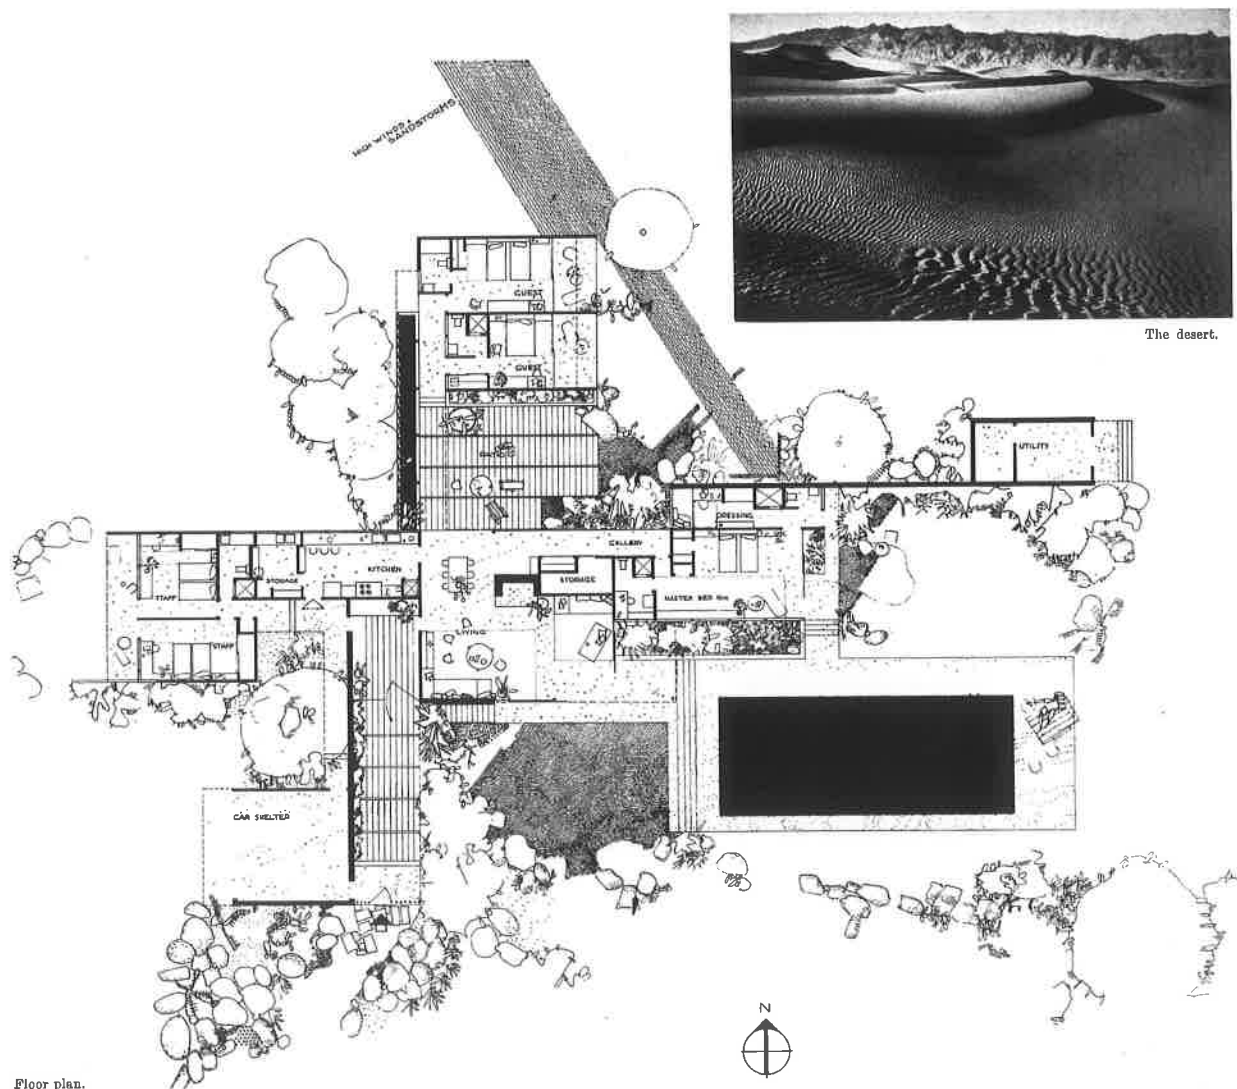 HIGH WINDS &
SANDSTORMS
The desert.
GUEST
GUEST
PATIO
UTILITY
DRESSING
GALLERY
KITCHEN
STORAGE
STORAGE
STAFF
MASTER BED RM
LIVING
STAFF
CAR SHELTER
N
Floor plan.